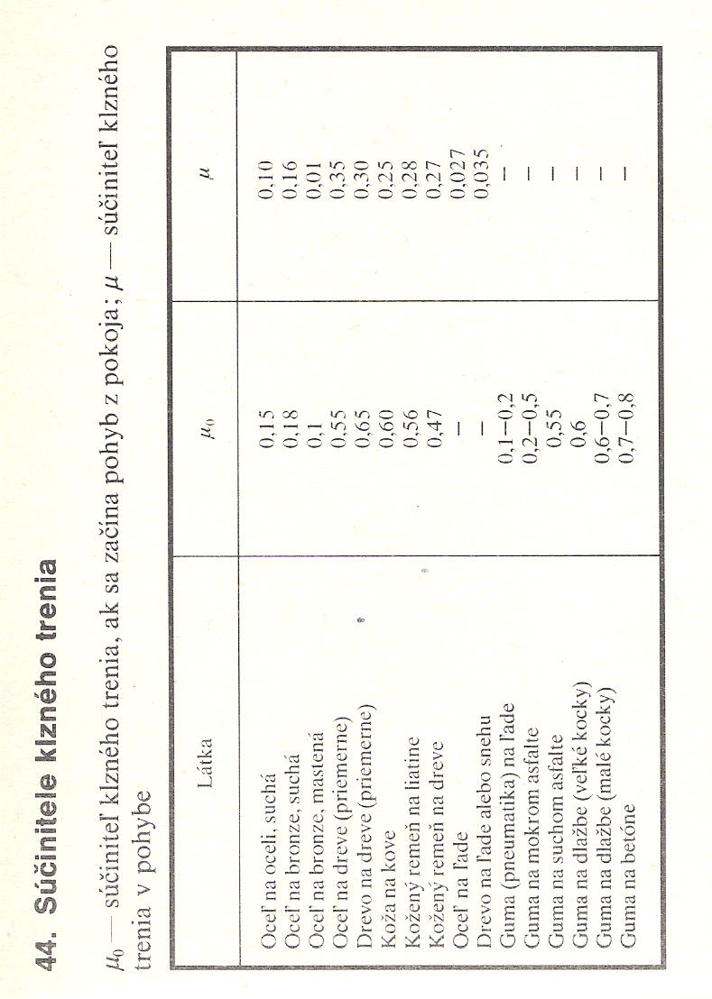 44. Súčinitele klzného trenia
μ₀ — súčiniteľ klzného trenia, ak sa začína pohyb z pokoja; μ — súčiniteľ klzného
trenia v pohybe
Látka μ₀ μ
Oceľ na oceli, suchá 0,15 0,10
Oceľ na bronze, suchá 0,18 0,16
Oceľ na bronze, mastená 0,1 0,01
Oceľ na dreve (priemerne) 0,55 0,35
Drevo na dreve (priemerne) 0,65 0,30
Koža na kove 0,60 0,25
Kožený remeň na liatine 0,56 0,28
Kožený remeň na dreve 0,47 0,27
Oceľ na ľade – 0,027
Drevo na ľade alebo snehu – 0,035
Guma (pneumatika) na ľade 0,1–0,2 –
Guma na mokrom asfalte 0,2–0,5 –
Guma na suchom asfalte 0,55 –
Guma na dlažbe (veľké kocky) 0,6 –
Guma na dlažbe (malé kocky) 0,6–0,7 –
Guma na betóne 0,7–0,8 –